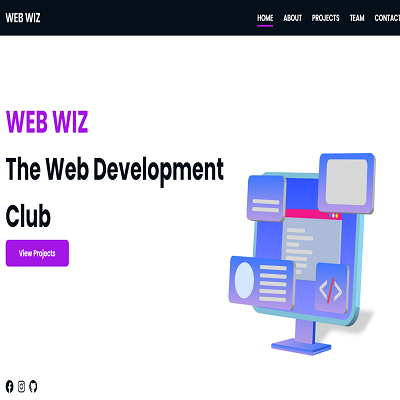 WEB WIZ
HOME ABOUT PROJECTS TEAM CONTACT
WEB WIZ
The Web Development
Club
View Projects